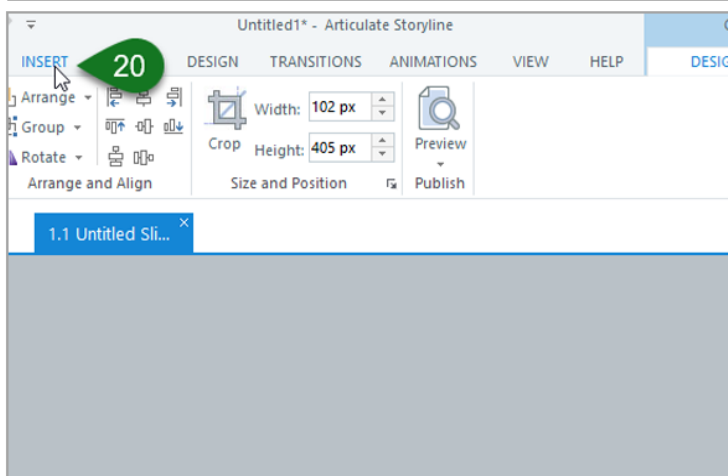 Untitled1* - Articulate Storyline
INSERT 20 DESIGN TRANSITIONS ANIMATIONS VIEW HELP
Arrange Width: 102 px
Group Crop Height: 405 px Preview
Rotate
Arrange and Align Size and Position Publish
1.1 Untitled Sli...